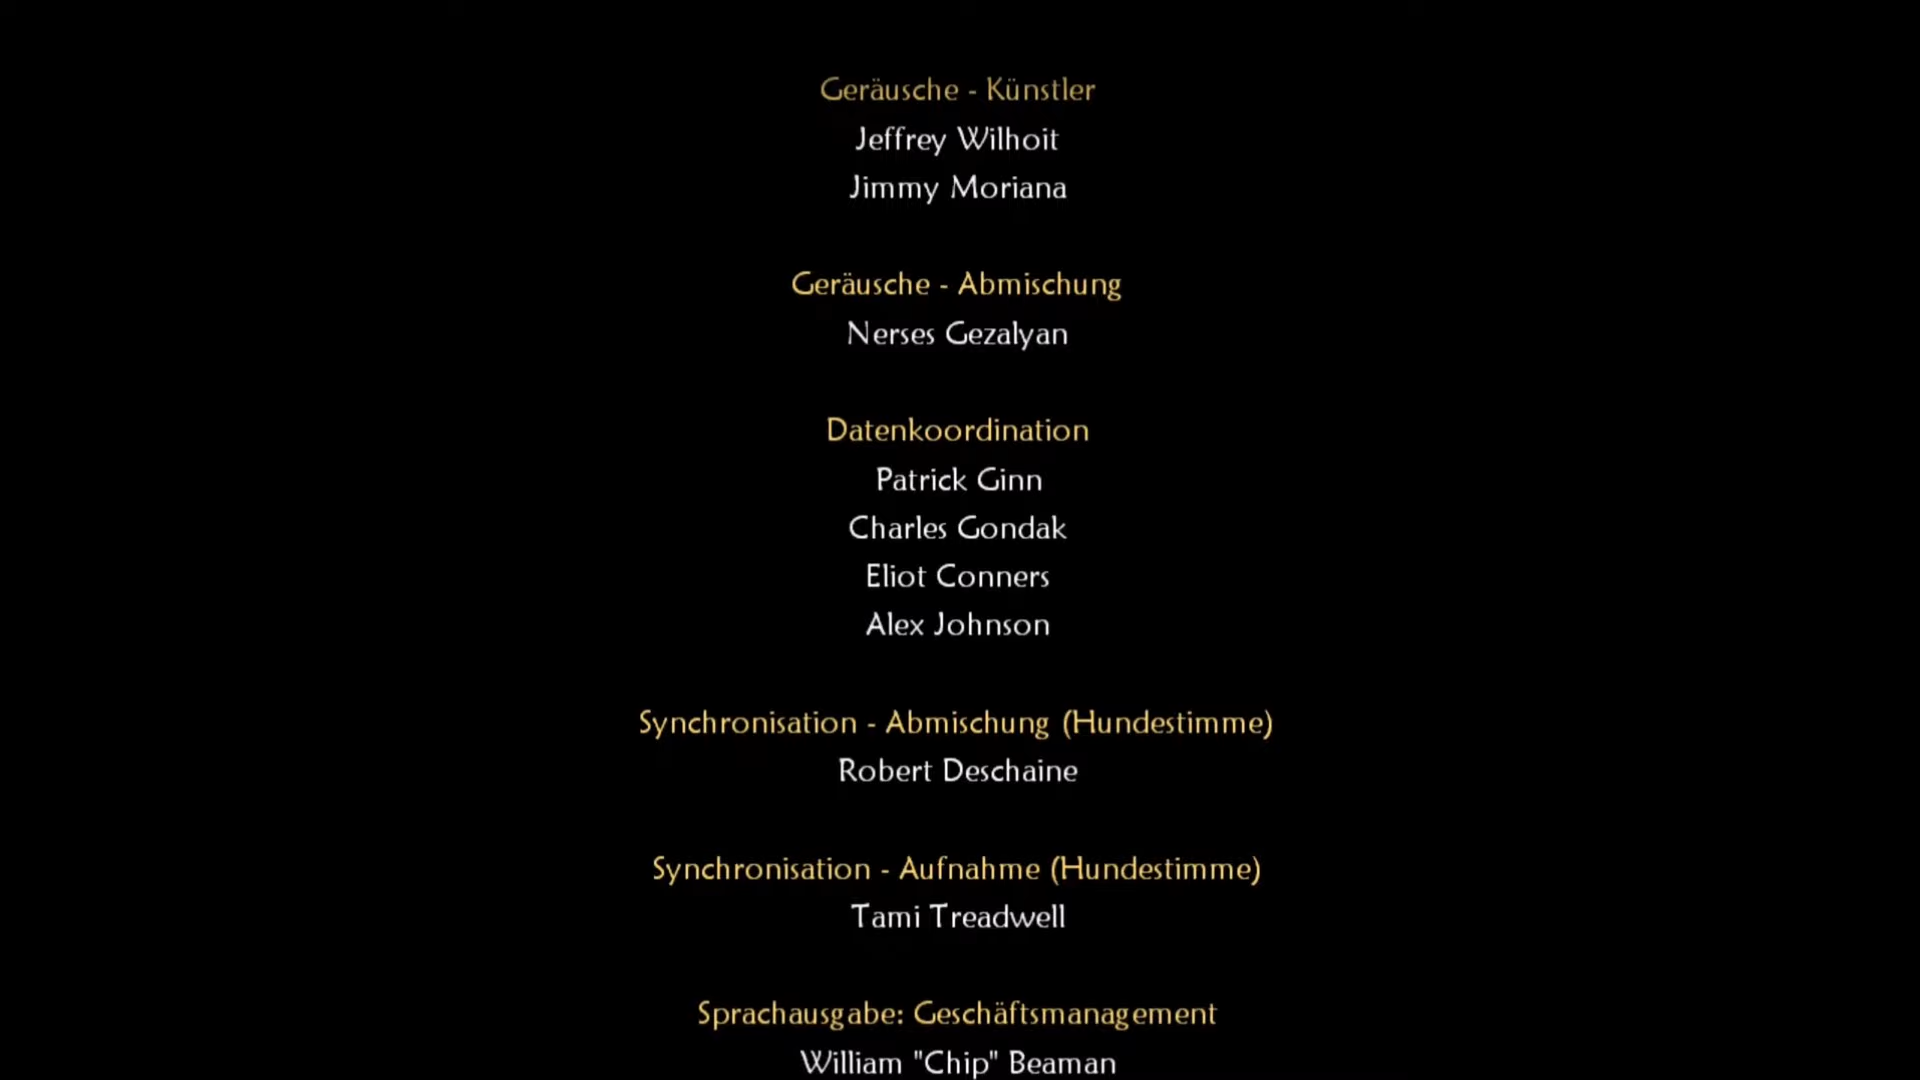 Geräusche - Künstler
Jeffrey Wilhoit
Jimmy Moriana
Geräusche - Abmischung
Nerses Gezalyan
Datenkoordination
Patrick Ginn
Charles Gondak
Eliot Conners
Alex Johnson
Synchronisation - Abmischung (Hundestimme)
Robert Deschaine
Synchronisation - Aufnahme (Hundestimme)
Tami Treadwell
Sprachausgabe: Geschäftsmanagement
William "Chip" Beaman